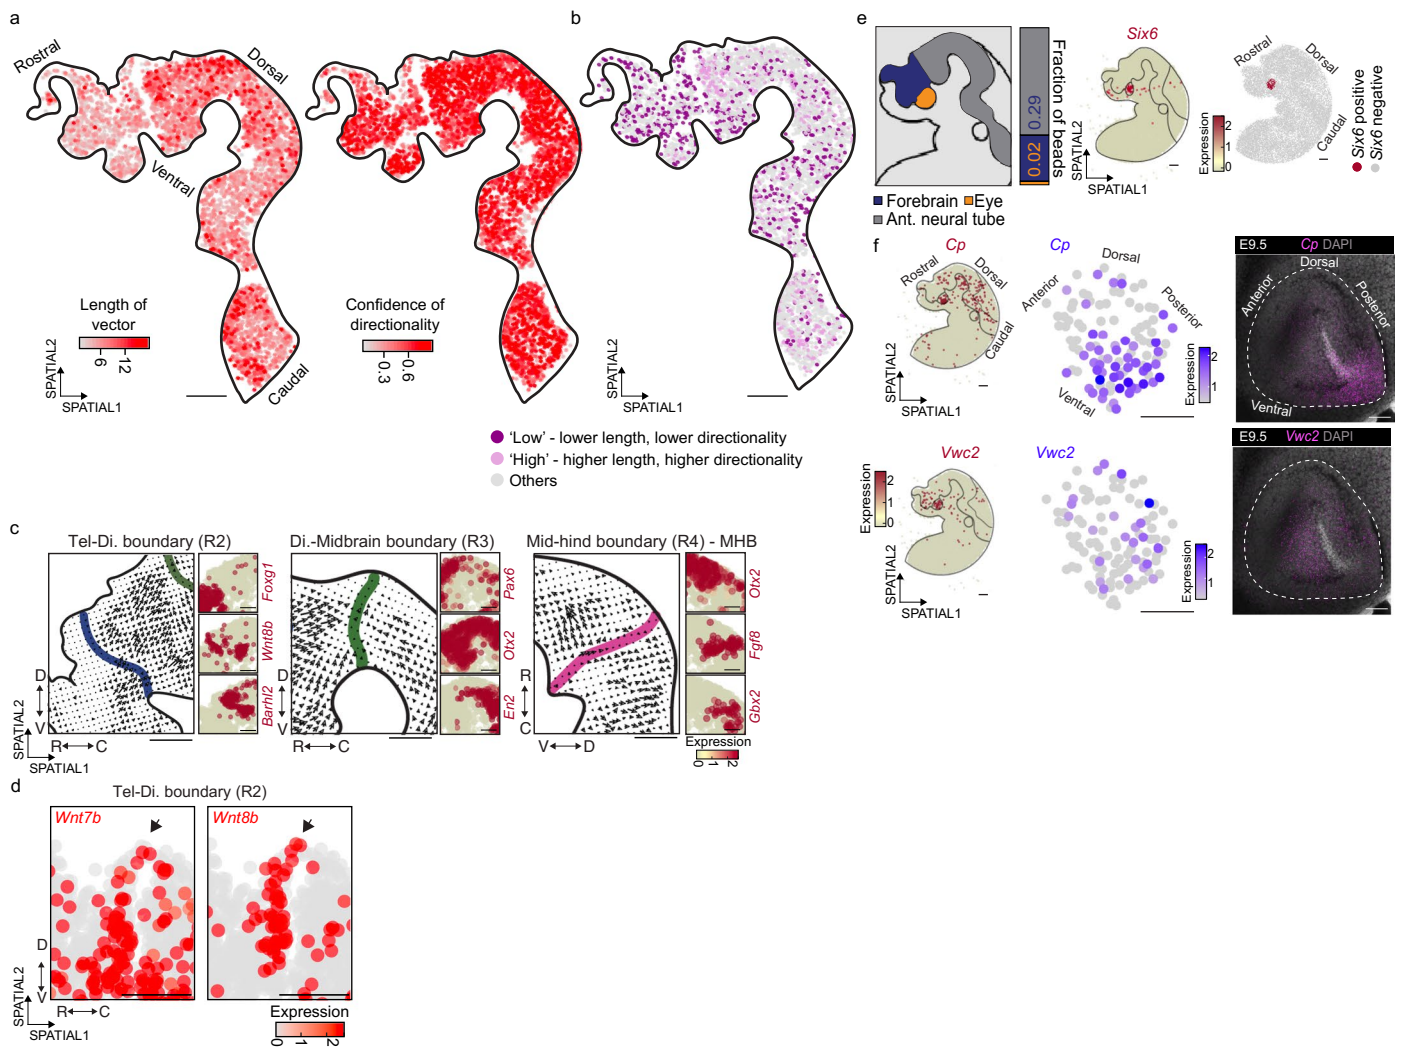 a
Rostral
Dorsal
Ventral
Caudal
Length of
vector
6
12
SPATIAL2
SPATIAL1
Confidence of
directionality
0.3
0.6
b
SPATIAL2
SPATIAL1
'Low' - lower length, lower directionality
'High' - higher length, higher directionality
Others
c
Tel-Di. boundary (R2)
Foxg1
Wnt8b
Barhl2
D
V
R
C
SPATIAL2
SPATIAL1
Di.-Midbrain boundary (R3)
Pax6
Otx2
En2
D
V
R
C
Mid-hind boundary (R4) - MHB
Otx2
Fgf8
Gbx2
R
C
V
D
Expression
0
1
2
d
Tel-Di. boundary (R2)
Wnt7b
Wnt8b
D
V
R
C
SPATIAL2
SPATIAL1
Expression
0
1
2
e
Forebrain
Eye
Ant. neural tube
0.29
0.02
Fraction of beads
Six6
SPATIAL2
SPATIAL1
Expression
2
1
0
Rostral
Dorsal
Caudal
Six6 positive
Six6 negative
f
Cp
Rostral
Dorsal
Caudal
SPATIAL2
SPATIAL1
Cp
Dorsal
Anterior
Posterior
Ventral
Expression
2
1
E9.5 Cp DAPI
Dorsal
Anterior
Posterior
Ventral
Vwc2
Expression
2
1
0
SPATIAL2
SPATIAL1
Vwc2
Expression
2
1
E9.5 Vwc2 DAPI